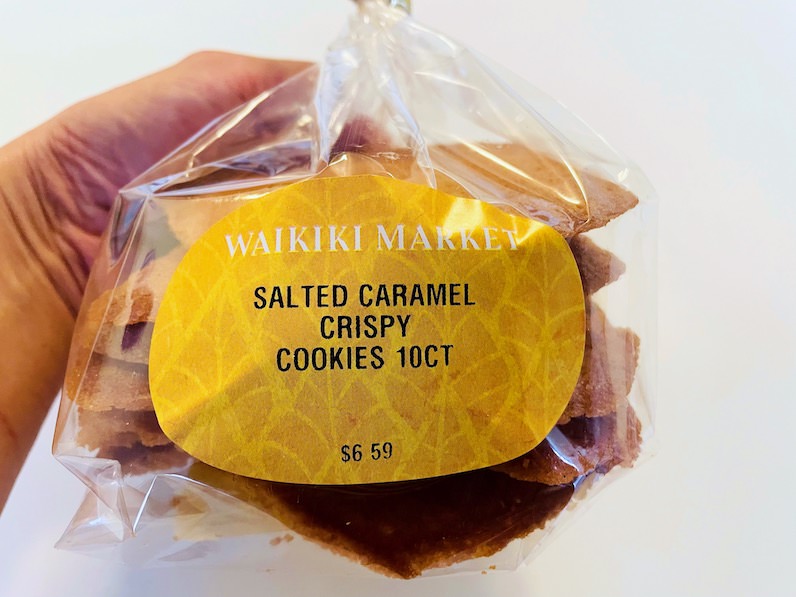 WAIKIKI MARKET
SALTED CARAMEL
CRISPY
COOKIES 10CT
$6 59